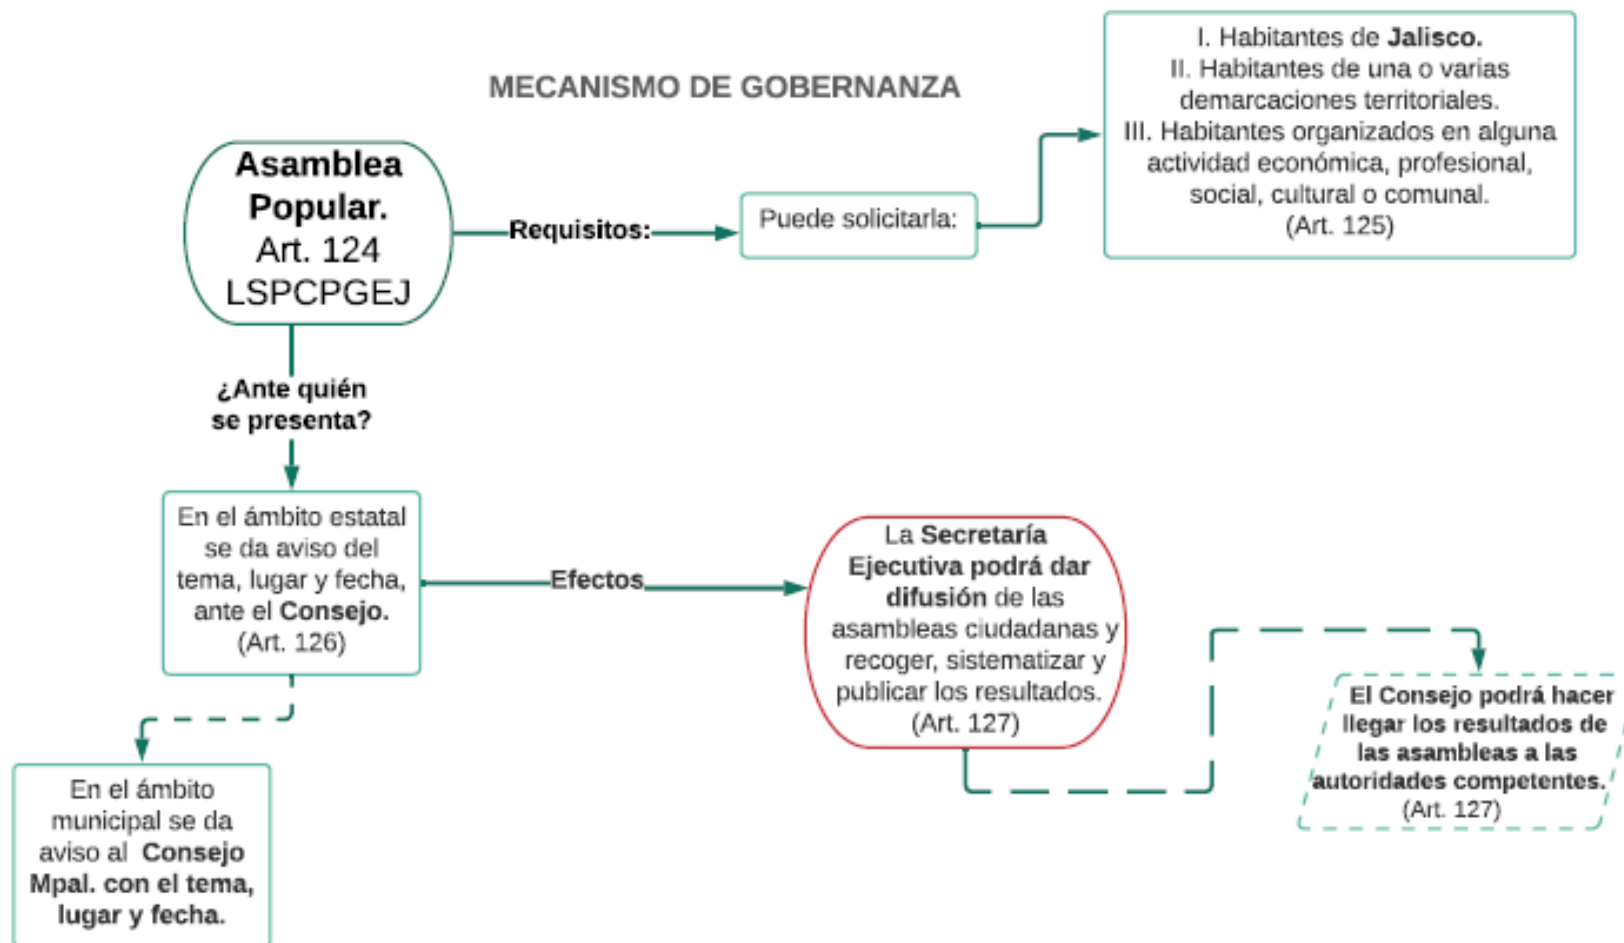 MECANISMO DE GOBERNANZA
Asamblea
Popular.
Art. 124
LSPCPGEJ
Requisitos:
Puede solicitarla:
I. Habitantes de Jalisco.
II. Habitantes de una o varias
demarcaciones territoriales.
III. Habitantes organizados en alguna
actividad económica, profesional,
social, cultural o comunal.
(Art. 125)
¿Ante quién
se presenta?
En el ámbito estatal
se da aviso del
tema, lugar y fecha,
ante el Consejo.
(Art. 126)
Efectos
La Secretaría
Ejecutiva podrá dar
difusión de las
asambleas ciudadanas y
recoger, sistematizar y
publicar los resultados.
(Art. 127)
El Consejo podrá hacer
llegar los resultados de
las asambleas a las
autoridades competentes.
(Art. 127)
En el ámbito
municipal se da
aviso al Consejo
Mpal. con el tema,
lugar y fecha.